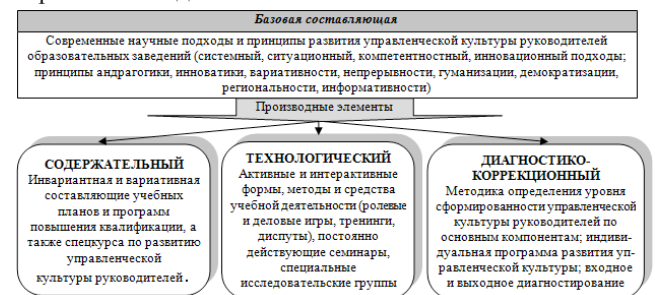 Базовая составляющая
Современные научные подходы и принципы развития управленческой культуры руководителей
образовательных заведений (системный, ситуационный, компетентностный, инновационный подходы;
принципы андрагогики, инноватики, вариативности, непрерывности, гуманизации, демократизации,
региональности, информативности)
Производные элементы
СОДЕРЖАТЕЛЬНЫЙ
Инвариантная и вариативная
составляющие учебных
планов и программ
повышения квалификации, а
также спецкурса по развитию
управленческой
культуры руководителей.
ТЕХНОЛОГИЧЕСКИЙ
Активные и интерактивные
формы, методы и средства
учебной деятельности (ролевые
и деловые игры, тренинги,
диспуты), постоянно
действующие семинары,
специальные
исследовательские группы
ДИАГНОСТИКО-
КОРРЕКЦИОННЫЙ
Методика определения уровня
сформированности управленческой
культуры руководителей по
основным компонентам; индиви-
дуальная программа развития уп-
равленческой культуры; входное
и выходное диагностирование